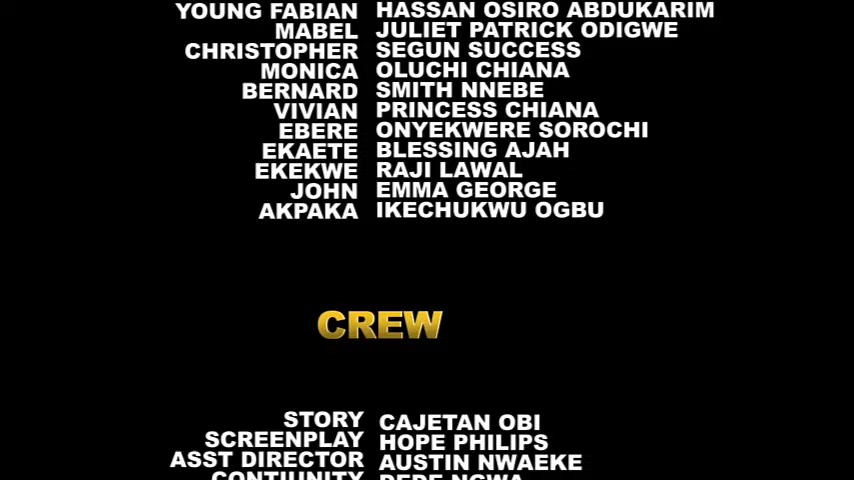 YOUNG FABIAN HASSAN OSIRO ABDUKARIM
MABEL JULIET PATRICK ODIGWE
CHRISTOPHER SEGUN SUCCESS
MONICA OLUCHI CHIANA
BERNARD SMITH NNEBE
VIVIAN PRINCESS CHIANA
EBERE ONYEKWERE SOROCHI
EKAETE BLESSING AJAH
EKEKWE RAJI LAWAL
JOHN EMMA GEORGE
AKPAKA IKECHUKWU OGBU
CREW
STORY CAJETAN OBI
SCREENPLAY HOPE PHILIPS
ASST DIRECTOR AUSTIN NWAEKE